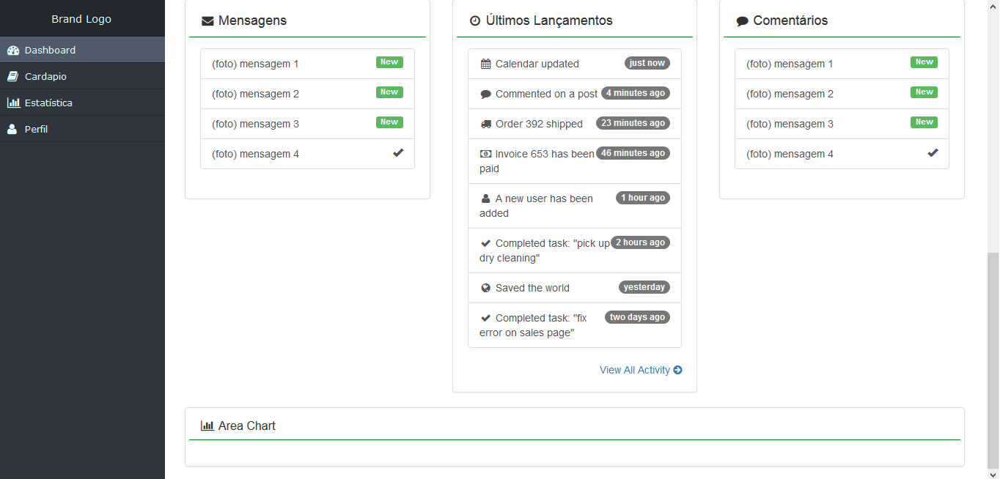 Brand Logo
Dashboard
Cardapio
Estatística
Perfil
Mensagens
(foto) mensagem 1 New
(foto) mensagem 2 New
(foto) mensagem 3 New
(foto) mensagem 4
Últimos Lançamentos
Calendar updated just now
Commented on a post 4 minutes ago
Order 392 shipped 23 minutes ago
Invoice 653 has been 46 minutes ago
paid
A new user has been 1 hour ago
added
Completed task: "pick up 2 hours ago
dry cleaning"
Saved the world yesterday
Completed task: "fix two days ago
error on sales page"
View All Activity
Comentários
(foto) mensagem 1 New
(foto) mensagem 2 New
(foto) mensagem 3 New
(foto) mensagem 4
Area Chart